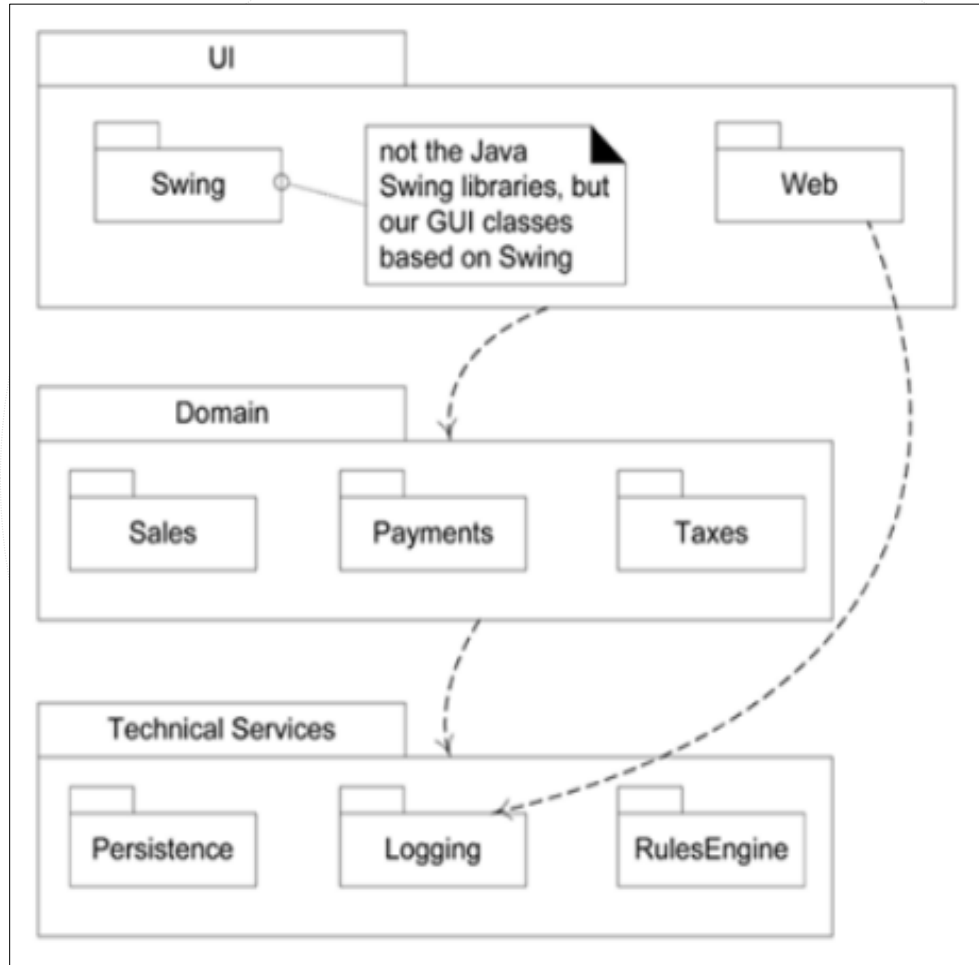 UI
Swing
not the Java
Swing libraries, but
our GUI classes
based on Swing
Web
Domain
Sales
Payments
Taxes
Technical Services
Persistence
Logging
RulesEngine